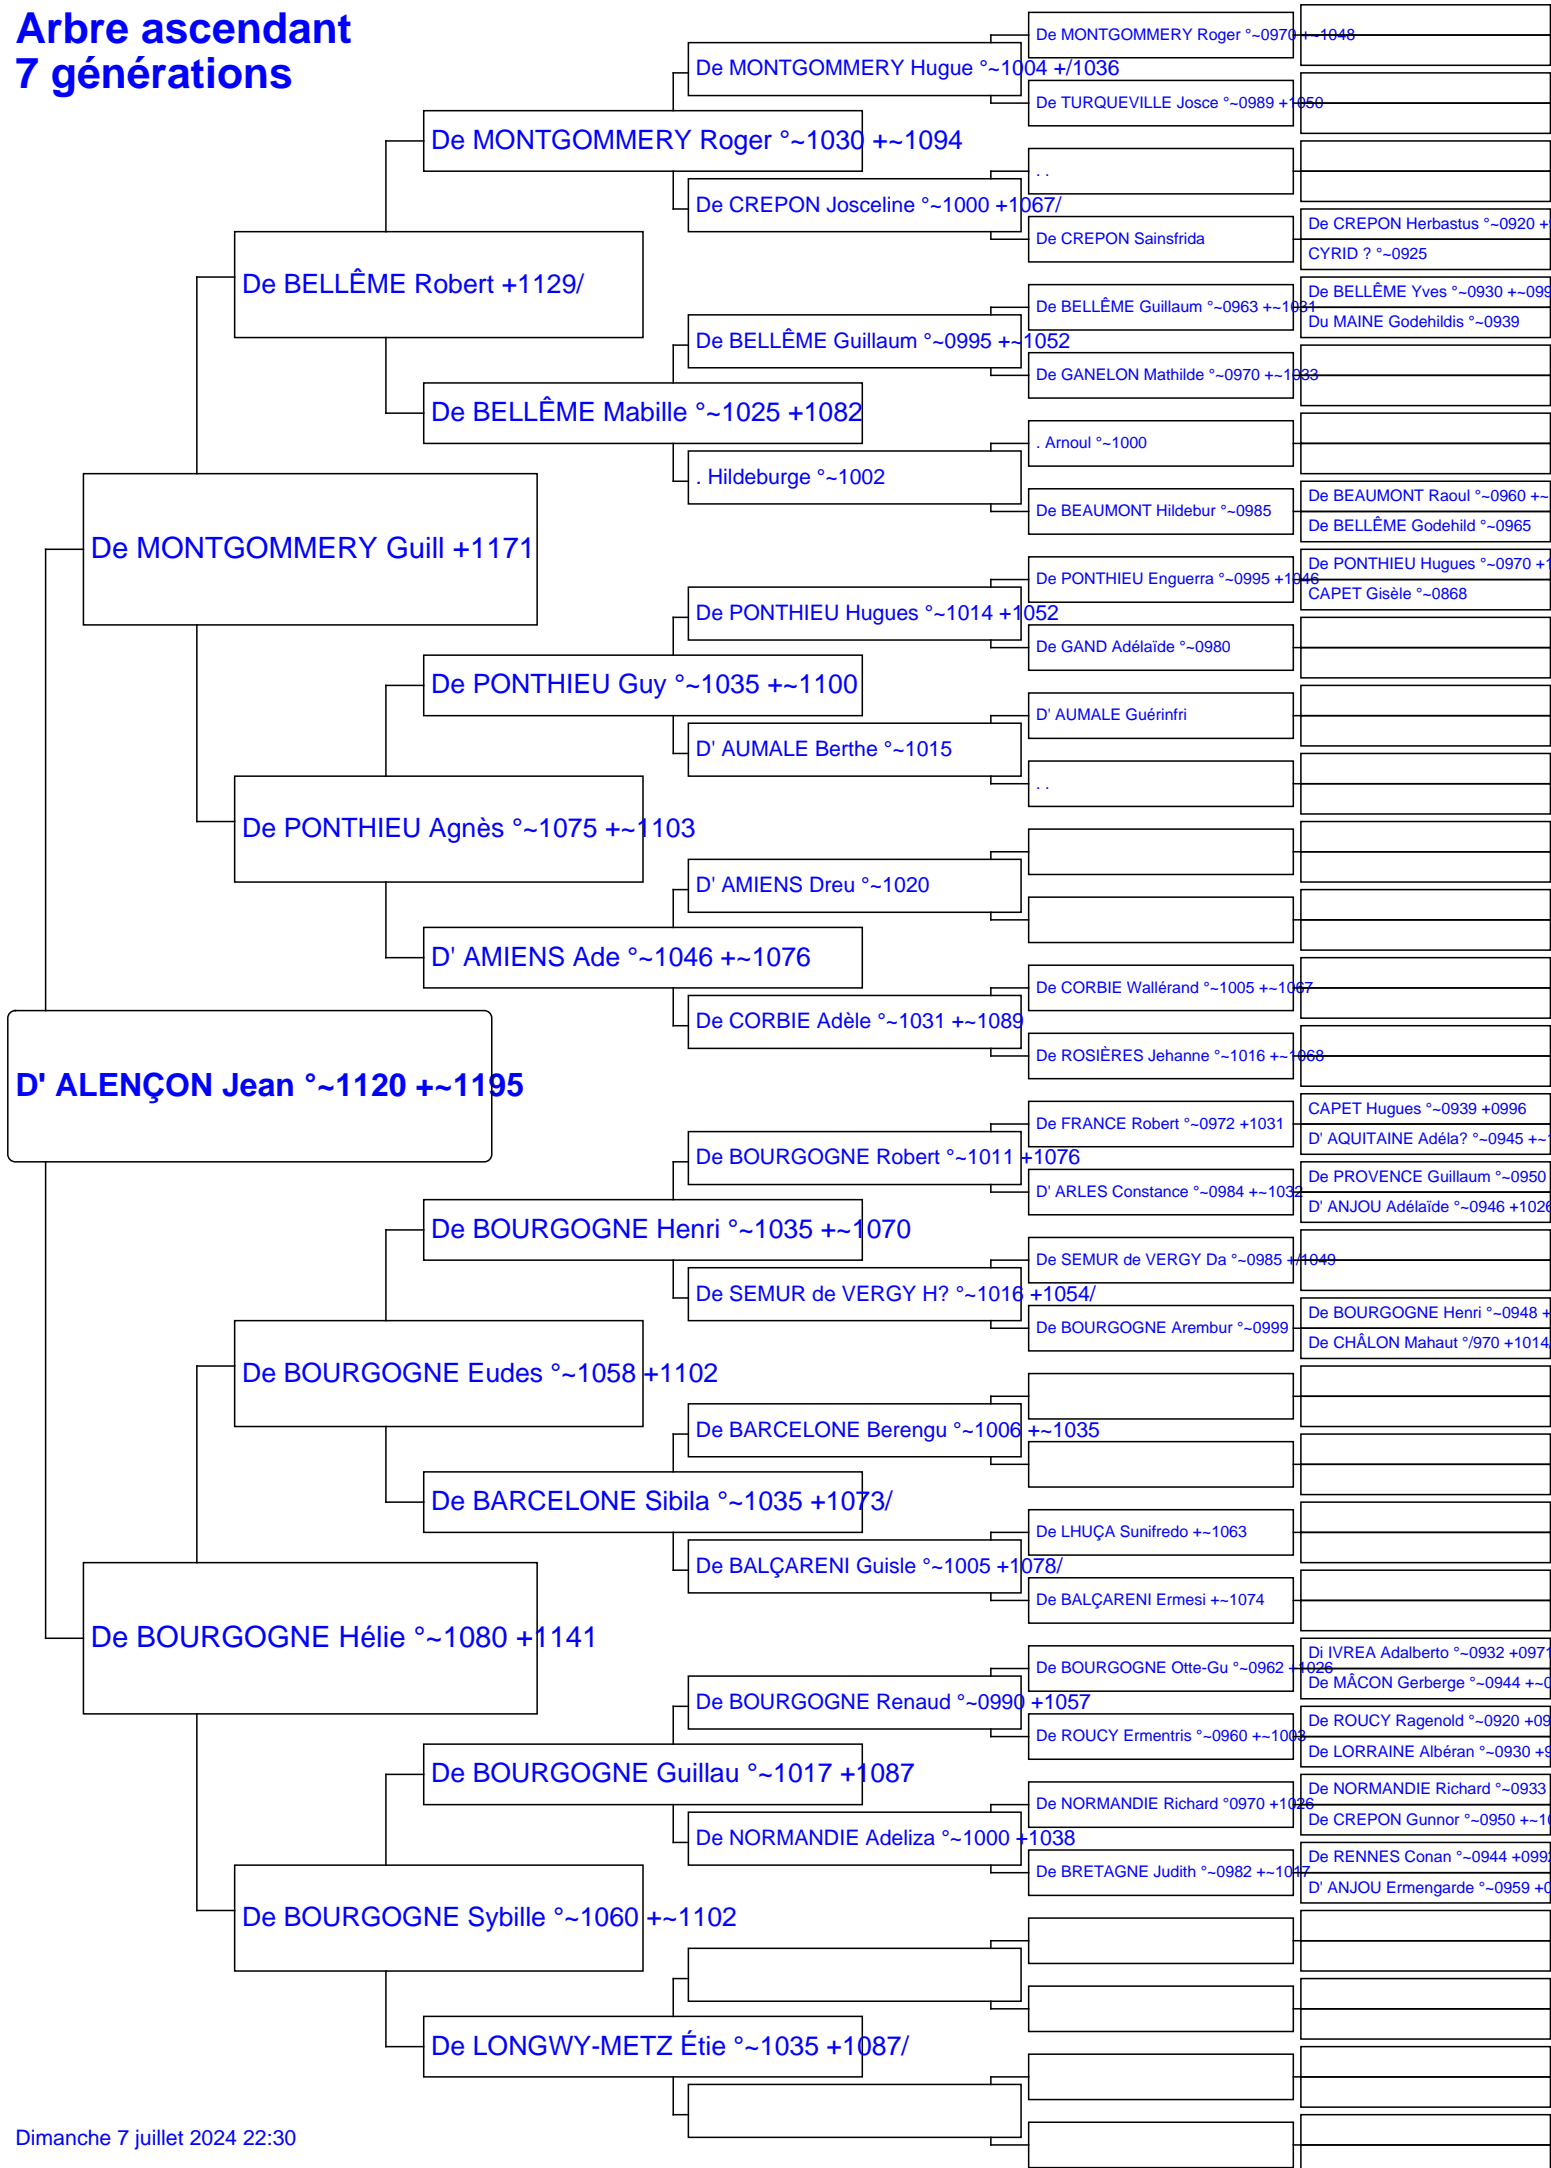 Arbre ascendant
7 générations
D' ALENÇON Jean °~1120 +~1195
De MONTGOMMERY Guill +1171
De BOURGOGNE Hélie °~1080 +1141
De BELLÊME Robert +1129/
De PONTHIEU Agnès °~1075 +~1103
De BOURGOGNE Eudes °~1058 +1102
De BOURGOGNE Sybille °~1060 +~1102
De MONTGOMMERY Roger °~1030 +~1094
De BELLÊME Mabille °~1025 +1082
De PONTHIEU Guy °~1035 +~1100
D' AMIENS Ade °~1046 +~1076
De BOURGOGNE Henri °~1035 +~1070
De BARCELONE Sibila °~1035 +1073/
De BOURGOGNE Guillau °~1017 +1087
De LONGWY-METZ Étie °~1035 +1087/
De MONTGOMMERY Hugue °~1004 +/1036
De CREPON Josceline °~1000 +1067/
De BELLÊME Guillaum °~0995 +~1052
. Hildeburge °~1002
De PONTHIEU Hugues °~1014 +1052
D' AUMALE Berthe °~1015
D' AMIENS Dreu °~1020
De CORBIE Adèle °~1031 +~1089
De BOURGOGNE Robert °~1011 +1076
De SEMUR de VERGY H? °~1016 +1054/
De BARCELONE Berengu °~1006 +~1035
De BALÇARENI Guisle °~1005 +1078/
De BOURGOGNE Renaud °~0990 +1057
De NORMANDIE Adeliza °~1000 +1038
De MONTGOMMERY Roger °~0970 +~1048
De TURQUEVILLE Josce °~0989 +1050
. .
De CREPON Sainsfrida
De BELLÊME Guillaum °~0963 +~1031
De GANELON Mathilde °~0970 +~1033
. Arnoul °~1000
De BEAUMONT Hildebur °~0985
De PONTHIEU Enguerra °~0995 +1046
De GAND Adélaïde °~0980
D' AUMALE Guérinfri
. .
De CORBIE Wallérand °~1005 +~1067
De ROSIÈRES Jehanne °~1016 +~1068
De FRANCE Robert °~0972 +1031
D' ARLES Constance °~0984 +~1032
De SEMUR de VERGY Da °~0985 +/1049
De BOURGOGNE Arembur °~0999
De LHUÇA Sunifredo +~1063
De BALÇARENI Ermesi +~1074
De BOURGOGNE Otte-Gu °~0962 +1026
De ROUCY Ermentris °~0960 +~1003
De NORMANDIE Richard °0970 +1026
De BRETAGNE Judith °~0982 +~1017
De CREPON Herbastus °~0920 +
CYRID ? °~0925
De BELLÊME Yves °~0930 +~099
Du MAINE Godehildis °~0939
De BEAUMONT Raoul °~0960 +~
De BELLÊME Godehild °~0965
De PONTHIEU Hugues °~0970 +1
CAPET Gisèle °~0868
CAPET Hugues °~0939 +0996
D' AQUITAINE Adéla? °~0945 +~1
De PROVENCE Guillaum °~0950
D' ANJOU Adélaïde °~0946 +1026
De BOURGOGNE Henri °~0948 +
De CHÂLON Mahaut °/970 +1014/
Di IVREA Adalberto °~0932 +0971
De MÂCON Gerberge °~0944 +~0
De ROUCY Ragenold °~0920 +09
De LORRAINE Albéran °~0930 +9
De NORMANDIE Richard °~0933
De CREPON Gunnor °~0950 +~10
De RENNES Conan °~0944 +0992
D' ANJOU Ermengarde °~0959 +0
Dimanche 7 juillet 2024 22:30